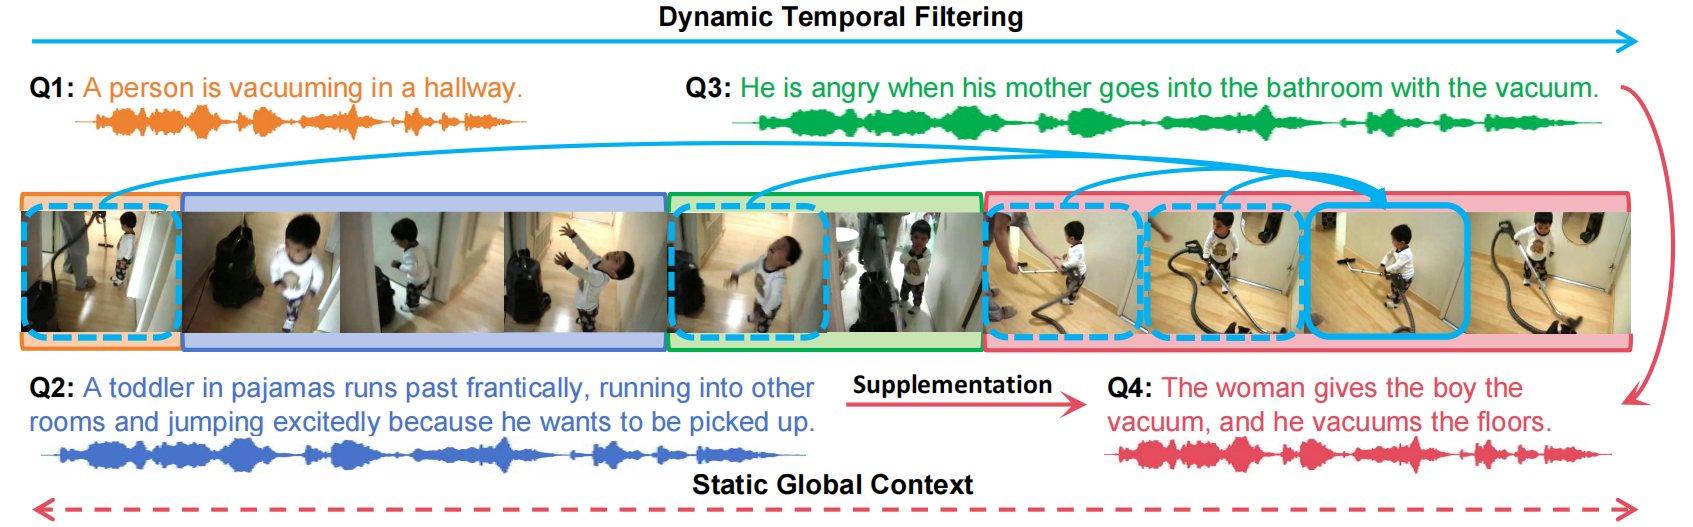 Dynamic Temporal Filtering
Q1: A person is vacuuming in a hallway.
Q3: He is angry when his mother goes into the bathroom with the vacuum.
Q2: A toddler in pajamas runs past frantically, running into other
rooms and jumping excitedly because he wants to be picked up.
Supplementation
Q4: The woman gives the boy the
vacuum, and he vacuums the floors.
Static Global Context